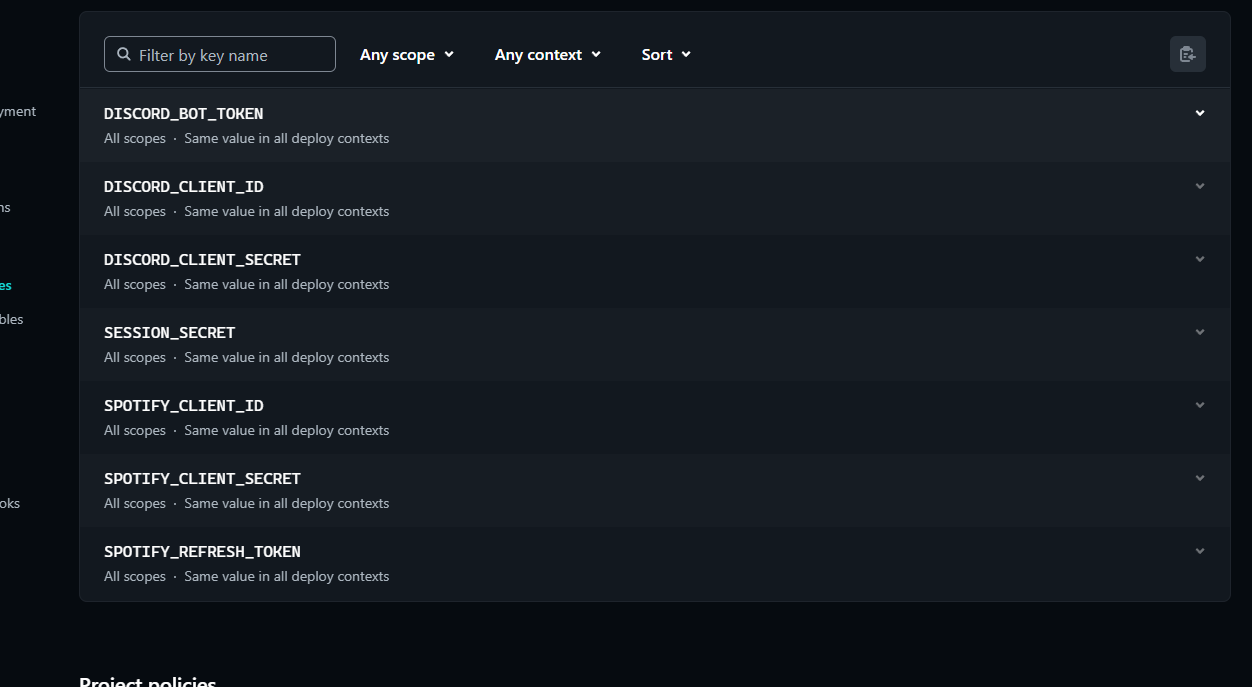 Filter by key name
Any scope
Any context
Sort
DISCORD_BOT_TOKEN
All scopes · Same value in all deploy contexts
DISCORD_CLIENT_ID
All scopes · Same value in all deploy contexts
DISCORD_CLIENT_SECRET
All scopes · Same value in all deploy contexts
SESSION_SECRET
All scopes · Same value in all deploy contexts
SPOTIFY_CLIENT_ID
All scopes · Same value in all deploy contexts
SPOTIFY_CLIENT_SECRET
All scopes · Same value in all deploy contexts
SPOTIFY_REFRESH_TOKEN
All scopes · Same value in all deploy contexts
yment
ns
es
bles
oks
Project policies